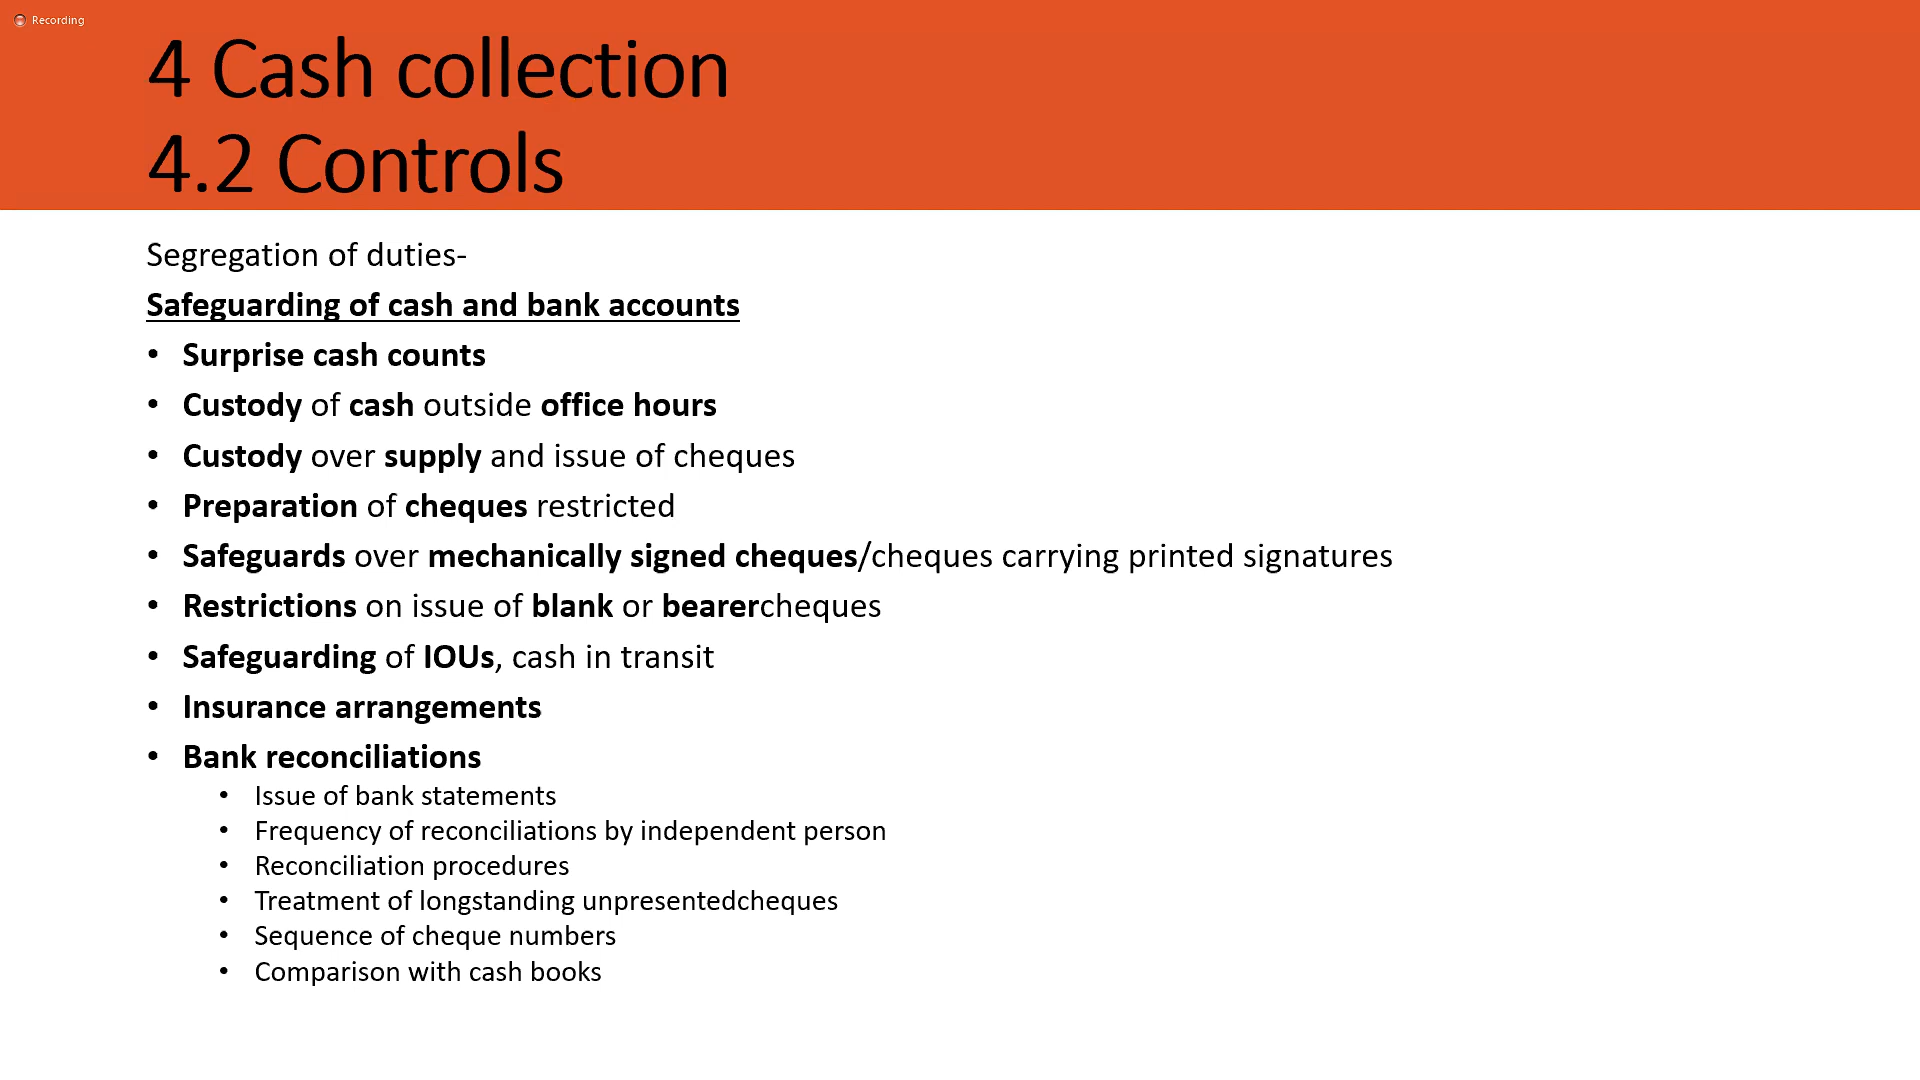 Recording
4 Cash collection
4.2 Controls
Segregation of duties-
Safeguarding of cash and bank accounts
• Surprise cash counts
• Custody of cash outside office hours
• Custody over supply and issue of cheques
• Preparation of cheques restricted
• Safeguards over mechanically signed cheques/cheques carrying printed signatures
• Restrictions on issue of blank or bearercheques
• Safeguarding of IOUs, cash in transit
• Insurance arrangements
• Bank reconciliations
• Issue of bank statements
• Frequency of reconciliations by independent person
• Reconciliation procedures
• Treatment of longstanding unpresentedcheques
• Sequence of cheque numbers
• Comparison with cash books